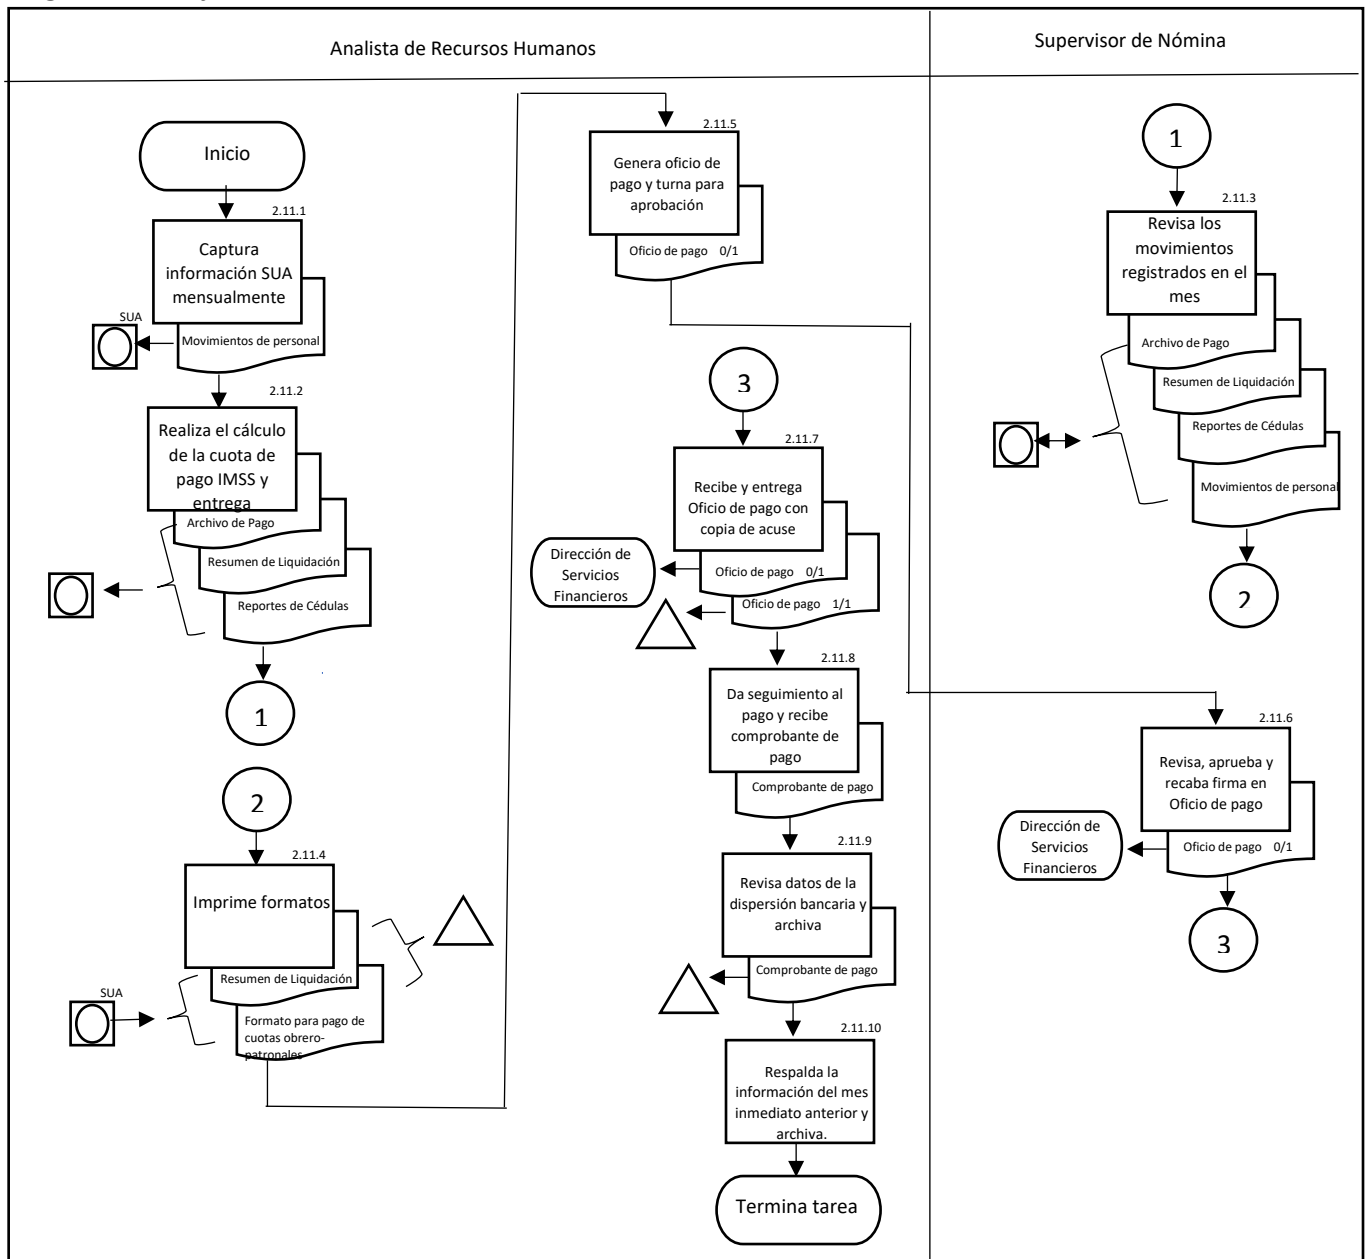 Analista de Recursos Humanos
Supervisor de Nómina
Inicio
2.11.1
Captura
información SUA
mensualmente
SUA
Movimientos de personal
2.11.2
Realiza el cálculo
de la cuota de
pago IMSS y
entrega
Archivo de Pago
Resumen de Liquidación
Reportes de Cédulas
1
2
2.11.4
Imprime formatos
Resumen de Liquidación
SUA
Formato para pago de
cuotas obrero-
patronales
2.11.5
Genera oficio de
pago y turna para
aprobación
Oficio de pago 0/1
3
2.11.7
Recibe y entrega
Oficio de pago con
copia de acuse
Dirección de
Servicios
Financieros
Oficio de pago 0/1
Oficio de pago 1/1
2.11.8
Da seguimiento al
pago y recibe
comprobante de
pago
Comprobante de pago
2.11.9
Revisa datos de la
dispersión bancaria y
archiva
Comprobante de pago
2.11.10
Respalda la
información del mes
inmediato anterior y
archiva.
Termina tarea
1
2.11.3
Revisa los
movimientos
registrados en el
mes
Archivo de Pago
Resumen de Liquidación
Reportes de Cédulas
Movimientos de personal
2
2.11.6
Revisa, aprueba y
recaba firma en
Oficio de pago
Dirección de
Servicios
Financieros
Oficio de pago 0/1
3